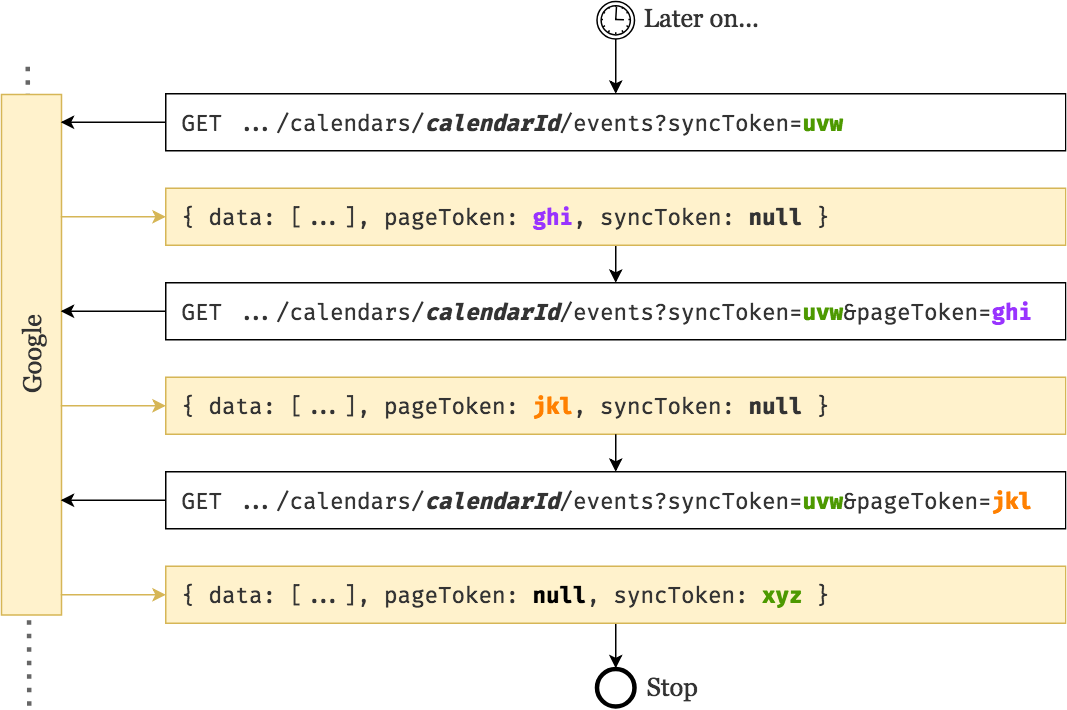 Later on...
GET .../calendars/calendarId/events?syncToken=uvw
{ data: [...], pageToken: ghi, syncToken: null }
GET .../calendars/calendarId/events?syncToken=uvw&pageToken=ghi
Google
{ data: [...], pageToken: jkl, syncToken: null }
GET .../calendars/calendarId/events?syncToken=uvw&pageToken=jkl
{ data: [...], pageToken: null, syncToken: xyz }
Stop